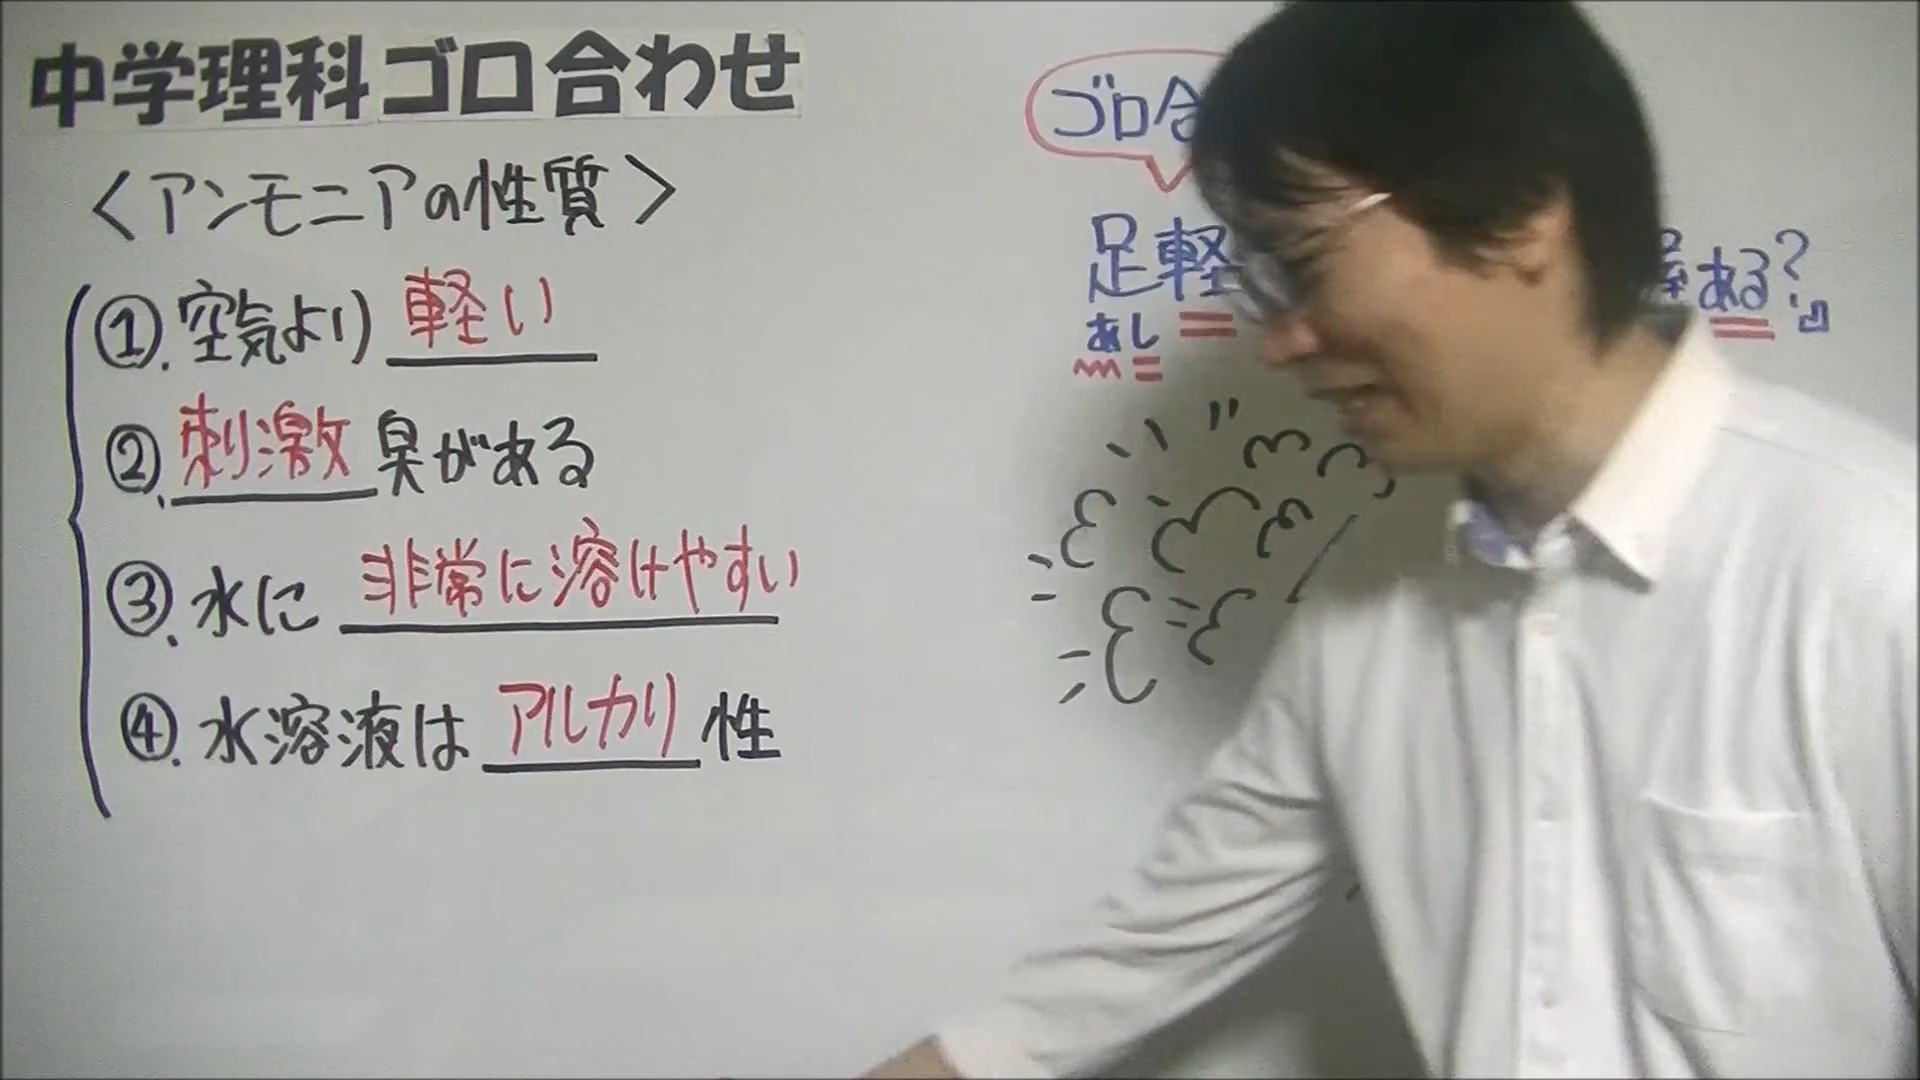 中学理科ゴロ合わせ
<アンモニアの性質>
①.空気より 軽い
②.刺激臭がある
③.水に 非常に溶けやすい
④.水溶液は アルカリ 性
ゴロ合
足軽
ある?』
あし